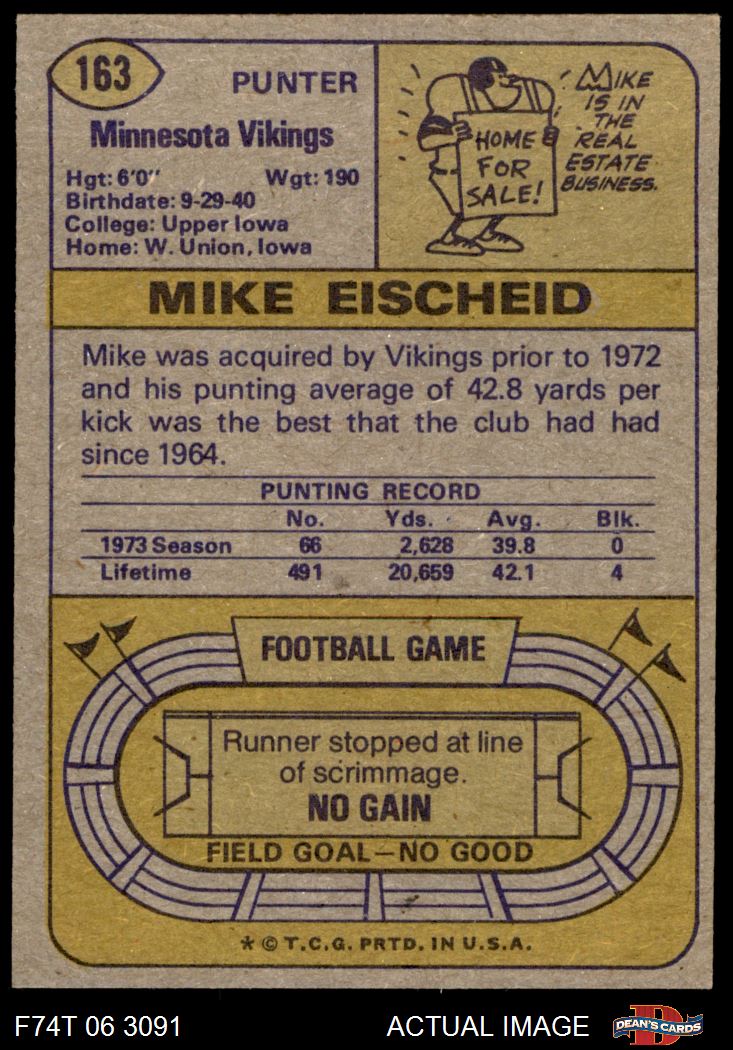 163
PUNTER
Minnesota Vikings
Hgt: 6'0" Wgt: 190
Birthdate: 9-29-40
College: Upper Iowa
Home: W. Union, Iowa
HOME
FOR
SALE!
MIKE
IS IN
THE
REAL
ESTATE
BUSINESS.
MIKE EISCHEID
Mike was acquired by Vikings prior to 1972
and his punting average of 42.8 yards per
kick was the best that the club had had
since 1964.
PUNTING RECORD
No. Yds. Avg. Blk.
1973 Season 66 2,628 39.8 0
Lifetime 491 20,659 42.1 4
FOOTBALL GAME
Runner stopped at line
of scrimmage.
NO GAIN
FIELD GOAL—NO GOOD
* © T.C.G. PRTD. IN U.S.A.
F74T 06 3091 ACTUAL IMAGE
D
DEAN'S CARDS